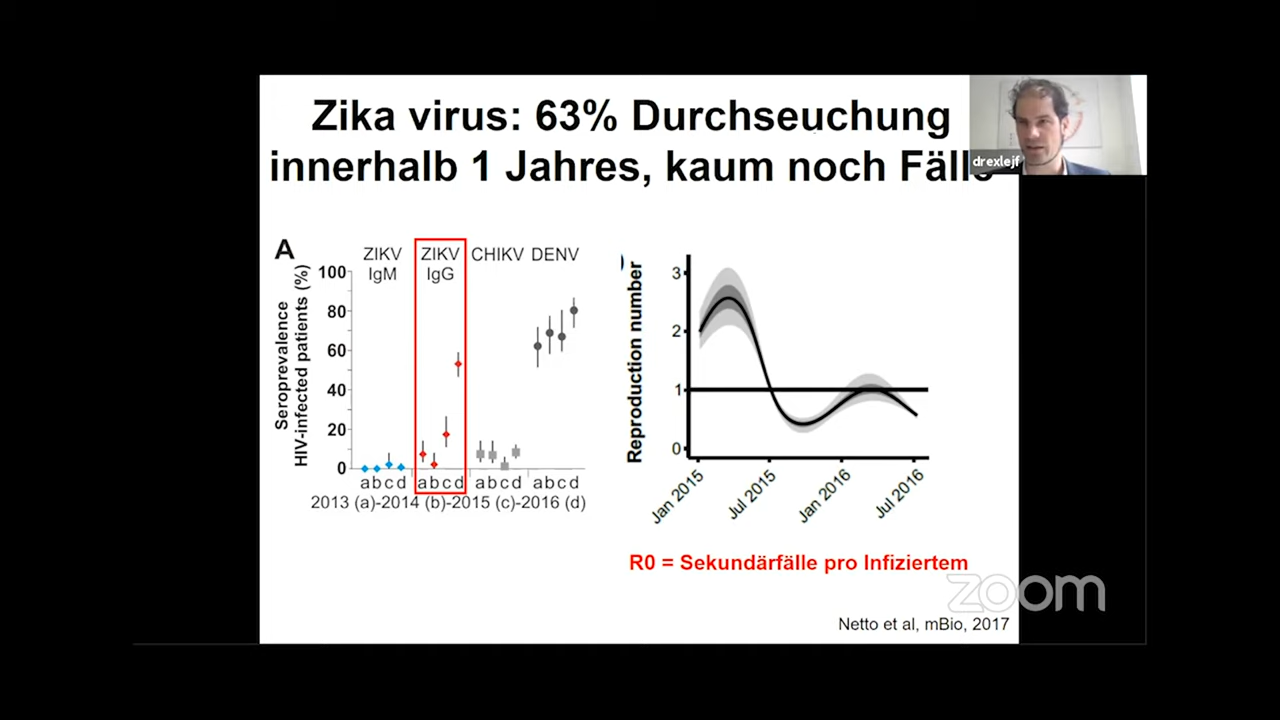 Zika virus: 63% Durchseuchung
innerhalb 1 Jahres, kaum noch Fälle
drexlejf
A
ZIKV IgM
ZIKV IgG
CHIKV
DENV
Seroprevalence
HIV-infected patients (%)
100
80
60
40
20
0
a b c d a b c d a b c d a b c d
2013 (a)-2014 (b)-2015 (c)-2016 (d)
Reproduction number
3
2
1
0
Jan 2015
Jul 2015
Jan 2016
Jul 2016
R0 = Sekundärfälle pro Infiziertem
zoom
Netto et al, mBio, 2017